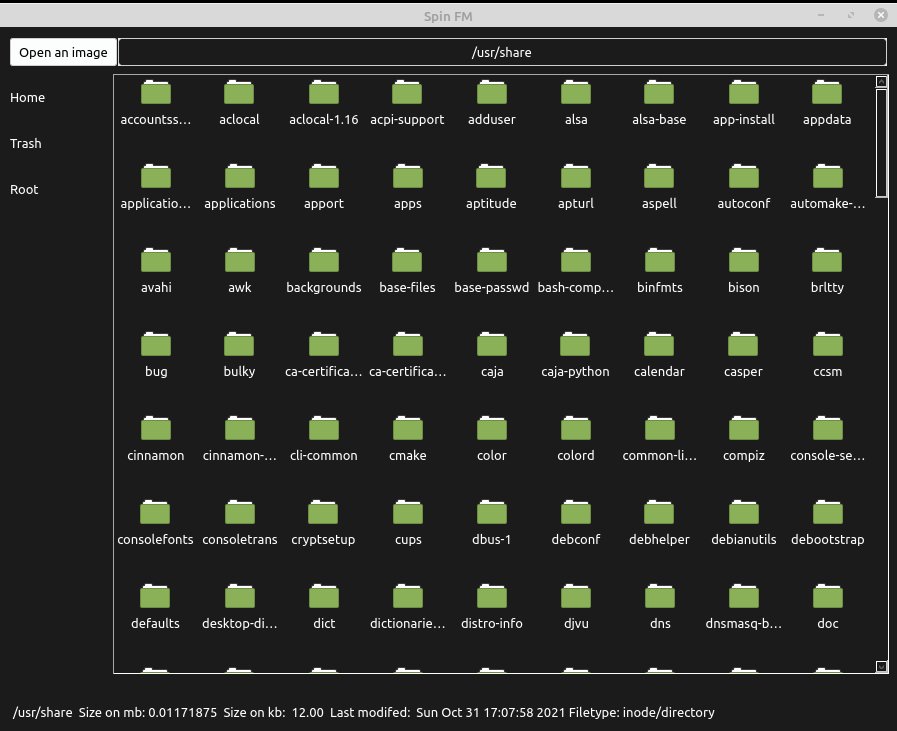 Spin FM
Open an image /usr/share
Home
Trash
Root
accountss... aclocal aclocal-1.16 acpi-support adduser alsa alsa-base app-install appdata
applicatio... applications apport apps aptitude apturl aspell autoconf automake-...
avahi awk backgrounds base-files base-passwd bash-comp... binfmts bison brltty
bug bulky ca-certifica... ca-certifica... caja caja-python calendar casper ccsm
cinnamon cinnamon-... cli-common cmake color colord common-li... compiz console-se...
consolefonts consoletrans cryptsetup cups dbus-1 debconf debhelper debianutils debootstrap
defaults desktop-di... dict dictionarie... distro-info djvu dns dnsmasq-b... doc
/usr/share Size on mb: 0.01171875 Size on kb: 12.00 Last modifed: Sun Oct 31 17:07:58 2021 Filetype: inode/directory